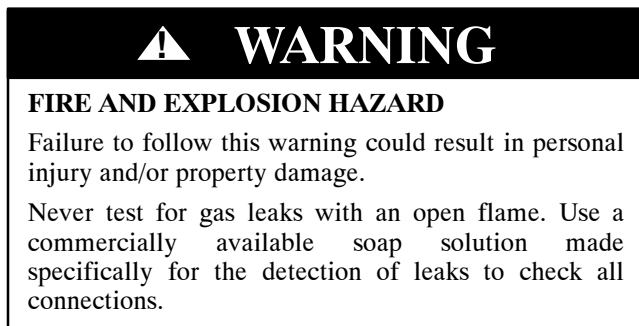 WARNING
FIRE AND EXPLOSION HAZARD
Failure to follow this warning could result in personal
injury and/or property damage.
Never test for gas leaks with an open flame. Use a
commercially available soap solution made
specifically for the detection of leaks to check all
connections.